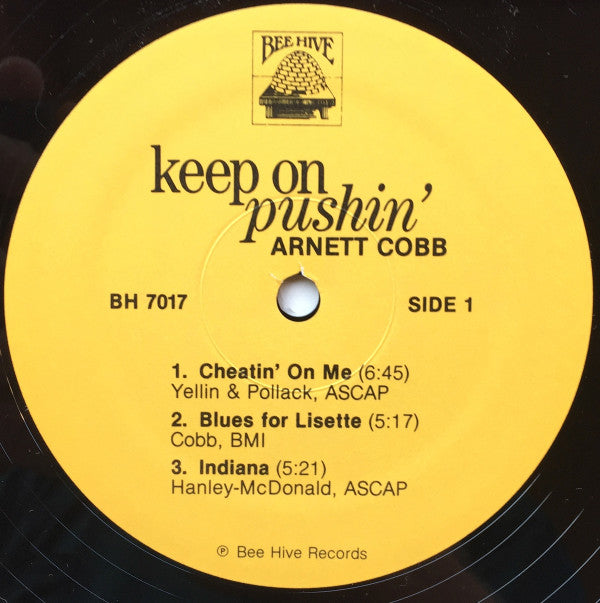 BEE HIVE
keep on
pushin'
ARNETT COBB
BH 7017
SIDE 1
1. Cheatin' On Me (6:45)
Yellin & Pollack, ASCAP
2. Blues for Lisette (5:17)
Cobb, BMI
3. Indiana (5:21)
Hanley-McDonald, ASCAP
℗ Bee Hive Records